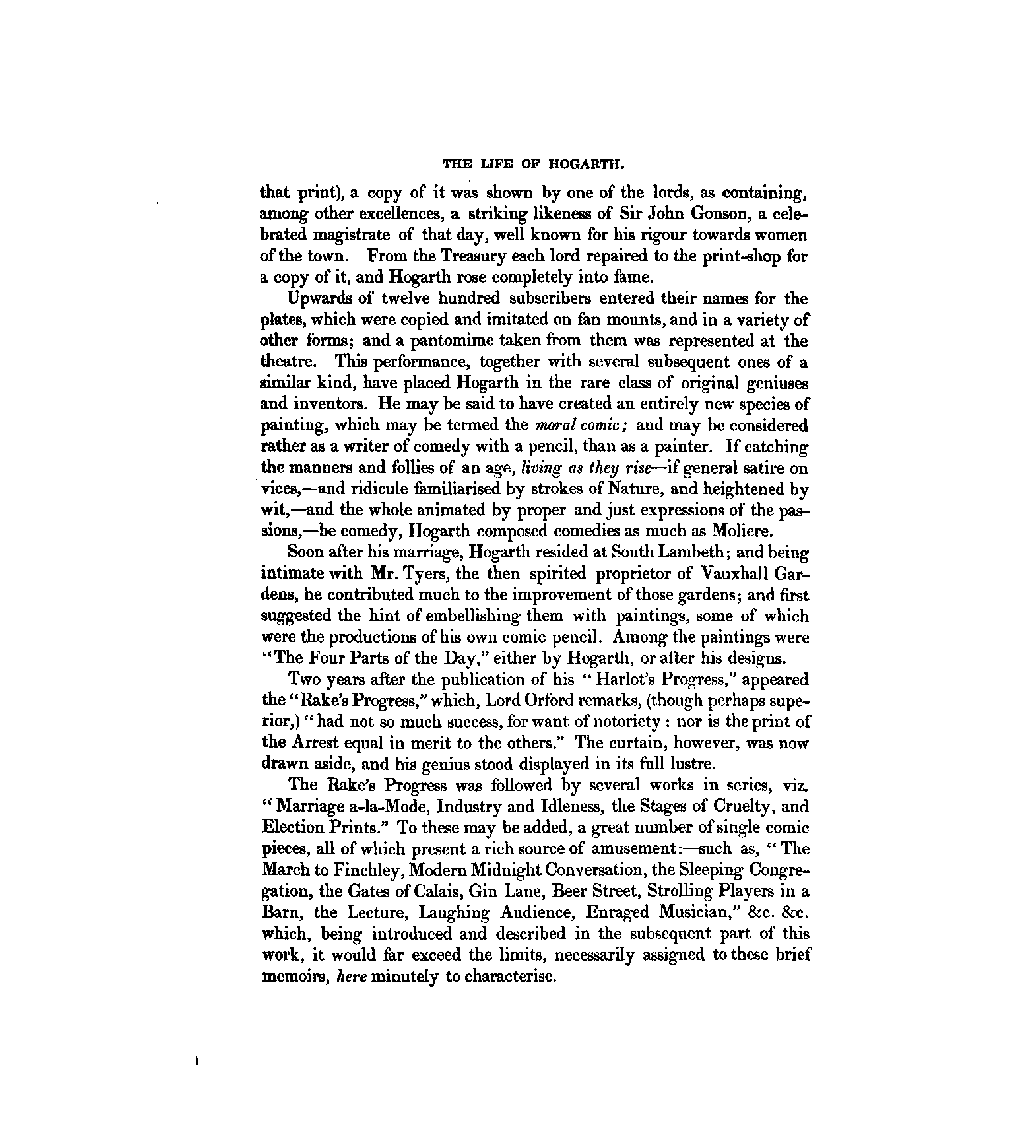 THE LIFE OF HOGARTH.
that print), a copy of it was shown by one of the lords, as containing,
among other excellences, a striking likeness of Sir John Gonson, a cele-
brated magistrate of that day, well known for his rigour towards women
of the town. From the Treasury each lord repaired to the print-shop for
a copy of it, and Hogarth rose completely into fame.
Upwards of twelve hundred subscribers entered their names for the
plates, which were copied and imitated on fan mounts, and in a variety of
other forms; and a pantomime taken from them was represented at the
theatre. This performance, together with several subsequent ones of a
similar kind, have placed Hogarth in the rare class of original geniuses
and inventors. He may be said to have created an entirely new species of
painting, which may be termed the moral comic; and may be considered
rather as a writer of comedy with a pencil, than as a painter. If catching
the manners and follies of an age, living as they rise—if general satire on
vices,—and ridicule familiarised by strokes of Nature, and heightened by
wit,—and the whole animated by proper and just expressions of the pas-
sions,—be comedy, Hogarth composed comedies as much as Moliere.
Soon after his marriage, Hogarth resided at South Lambeth; and being
intimate with Mr. Tyers, the then spirited proprietor of Vauxhall Gar-
dens, he contributed much to the improvement of those gardens; and first
suggested the hint of embellishing them with paintings, some of which
were the productions of his own comic pencil. Among the paintings were
“The Four Parts of the Day,” either by Hogarth, or after his designs.
Two years after the publication of his “Harlot's Progress,” appeared
the “Rake's Progress,” which, Lord Orford remarks, (though perhaps supe-
rior,) “had not so much success, for want of notoriety: nor is the print of
the Arrest equal in merit to the others.” The curtain, however, was now
drawn aside, and his genius stood displayed in its full lustre.
The Rake's Progress was followed by several works in series, viz.
“Marriage a-la-Mode, Industry and Idleness, the Stages of Cruelty, and
Election Prints.” To these may be added, a great number of single comic
pieces, all of which present a rich source of amusement:—such as, “The
March to Finchley, Modern Midnight Conversation, the Sleeping Congre-
gation, the Gates of Calais, Gin Lane, Beer Street, Strolling Players in a
Barn, the Lecture, Laughing Audience, Enraged Musician,” &c. &c.
which, being introduced and described in the subsequent part of this
work, it would far exceed the limits, necessarily assigned to these brief
memoirs, here minutely to characterise.